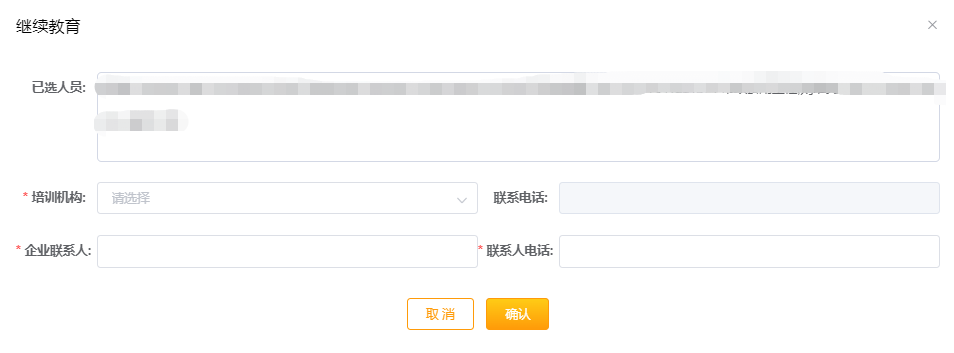 继续教育
已选人员:
* 培训机构: 请选择 联系电话:
* 企业联系人: * 联系人电话:
取消 确认